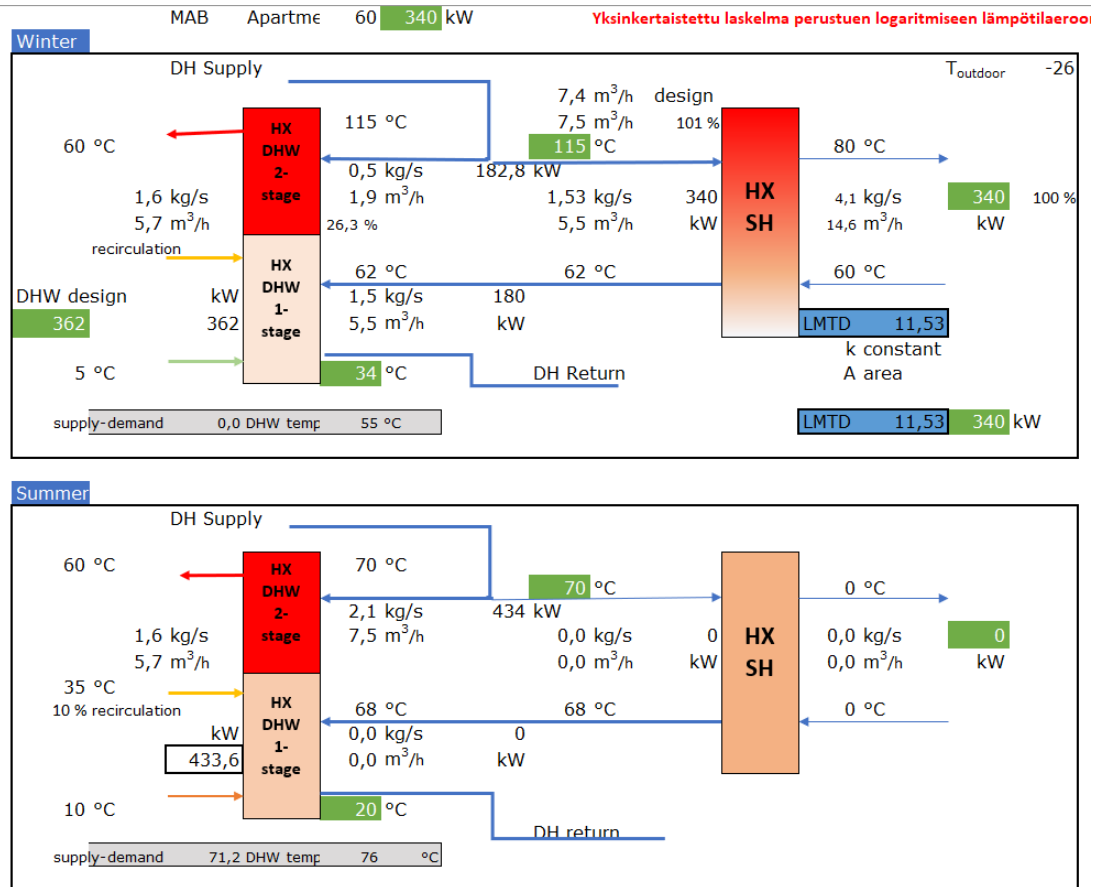 MAB Apartme 60 340 kW Yksinkertaistettu laskelma perustuen logaritmiseen lämpötilaeroo
Winter
DH Supply T outdoor -26
7,4 m³/h design
7,5 m³/h 101 %
60 °C HX DHW 2-stage 115 °C 115 °C 80 °C
0,5 kg/s 182,8 kW
1,6 kg/s 1,9 m³/h 1,53 kg/s 340 HX SH 4,1 kg/s 340 100 %
5,7 m³/h 26,3 % 5,5 m³/h kW 14,6 m³/h kW
recirculation
HX DHW 1-stage 62 °C 62 °C 60 °C
DHW design kW 1,5 kg/s 180
362 362 5,5 m³/h kW LMTD 11,53
k constant
5 °C 34 °C DH Return A area
supply-demand 0,0 DHW temp 55 °C LMTD 11,53 340 kW
Summer
DH Supply
60 °C HX DHW 2-stage 70 °C 70 °C 0 °C
2,1 kg/s 434 kW
1,6 kg/s 7,5 m³/h 0,0 kg/s 0 HX SH 0,0 kg/s 0
5,7 m³/h 0,0 m³/h kW 0,0 m³/h kW
35 °C
10 % recirculation HX DHW 1-stage 68 °C 68 °C 0 °C
kW 0,0 kg/s 0
433,6 0,0 m³/h kW
10 °C 20 °C
DH return
supply-demand 71,2 DHW temp 76 °C